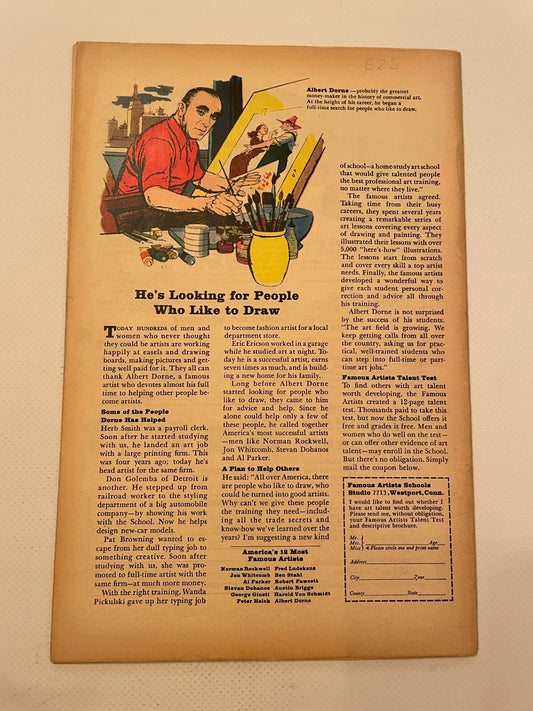 625
Albert Dorne—probably the greatest
money-maker in the history of commercial art.
At the height of his career, he began a
full-time search for people who like to draw.
He's Looking for People
Who Like to Draw
TODAY HUNDREDS of men and
women who never thought
they could be artists are working
happily at easels and drawing
boards, making pictures and get-
ting well paid for it. They all can
thank Albert Dorne, a famous
artist who devotes almost his full
time to helping other people be-
come artists.
Some of the People
Dorne Has Helped
Herb Smith was a payroll clerk.
Soon after he started studying
with us, he landed an art job
with a large printing firm. This
was four years ago; today he's
head artist for the same firm.
Don Golemba of Detroit is
another. He stepped up from
railroad worker to the styling
department of a big automobile
company—by showing his work
with the School. Now he helps
design new-car models.
Pat Browning wanted to es-
cape from her dull typing job to
something creative. Soon after
studying with us, she was pro-
moted to full-time artist with the
same firm—at much more money.
With the right training, Wanda
Pickulski gave up her typing job
to become fashion artist for a local
department store.
Eric Ericson worked in a garage
while he studied art at night. To-
day he is a successful artist, earns
seven times as much, and is build-
ing a new home for his family.
Long before Albert Dorne
started looking for people who
like to draw, they came to him
for advice and help. Since he
alone could help only a few of
these people, he called together
America's most successful artists
—men like Norman Rockwell,
Jon Whitcomb, Stevan Dohanos
and Al Parker.
A Plan to Help Others
He said: "All over America, there
are people who like to draw, who
could be turned into good artists.
Why can't we give these people
the training they need—includ-
ing all the trade secrets and
know-how we've learned over the
years? I'm suggesting a new kind
of school—a home-study art school
that would give talented people
the best professional art training,
no matter where they live."
The famous artists agreed.
Taking time from their busy
careers, they spent several years
creating a remarkable series of
art lessons covering every aspect
of drawing and painting. They
illustrated their lessons with over
5,000 "here's-how" illustrations.
The lessons start from scratch
and cover every skill a top artist
needs. Finally, the famous artists
developed a wonderful way to
give each student personal cor-
rection and advice all through
his training.
Albert Dorne is not surprised
by the success of his students:
"The art field is growing. We
keep getting calls from all over
the country, asking us for prac-
tical, well-trained students who
can step into full-time or part-
time art jobs."
Famous Artists Talent Test
To find others with art talent
worth developing, the Famous
Artists created a 12-page talent
test. Thousands paid to take this
test, but now the School offers it
free and grades it free. Men and
women who do well on the test—
or can offer other evidence of art
talent—may enroll in the School.
But there's no obligation. Simply
mail the coupon below.
America's 12 Most
Famous Artists
Norman Rockwell Fred Ludekens
Jon Whitcomb Ben Stahl
Al Parker Robert Fawcett
Stevan Dohanos Austin Briggs
George Giusti Harold Von Schmidt
Peter Helck Albert Dorne
Famous Artists Schools
Studio 7713, Westport, Conn.
I would like to find out whether I
have art talent worth developing.
Please send me, without obligation,
your Famous Artists Talent Test
and descriptive brochure.
Mr.
Mrs. Age
Miss Please circle one and print name
Address
City Zone
County State